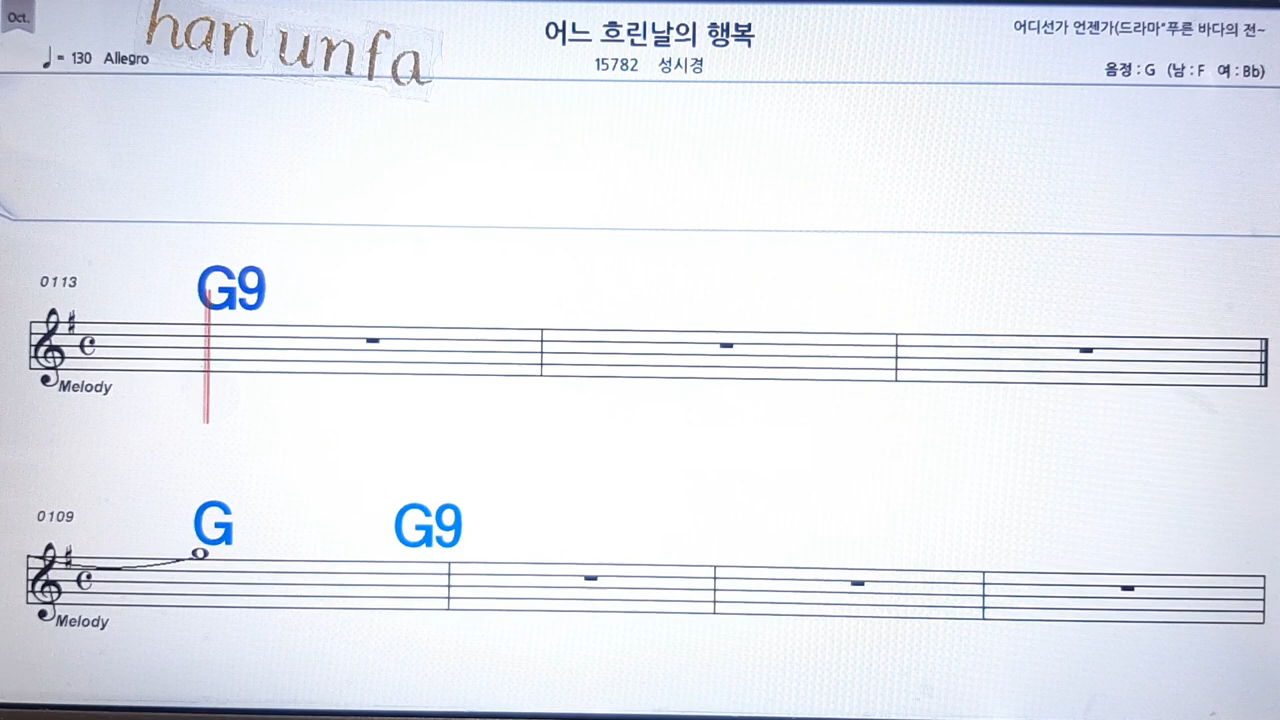 Oct.
han unfa
어느 흐린날의 행복
어디선가 언젠가(드라마"푸른 바다의 전~
♩= 130 Allegro
15782 성시경
음정 : G (남 : F 여 : Bb)
0113
G9
Melody
0109
G G9
Melody